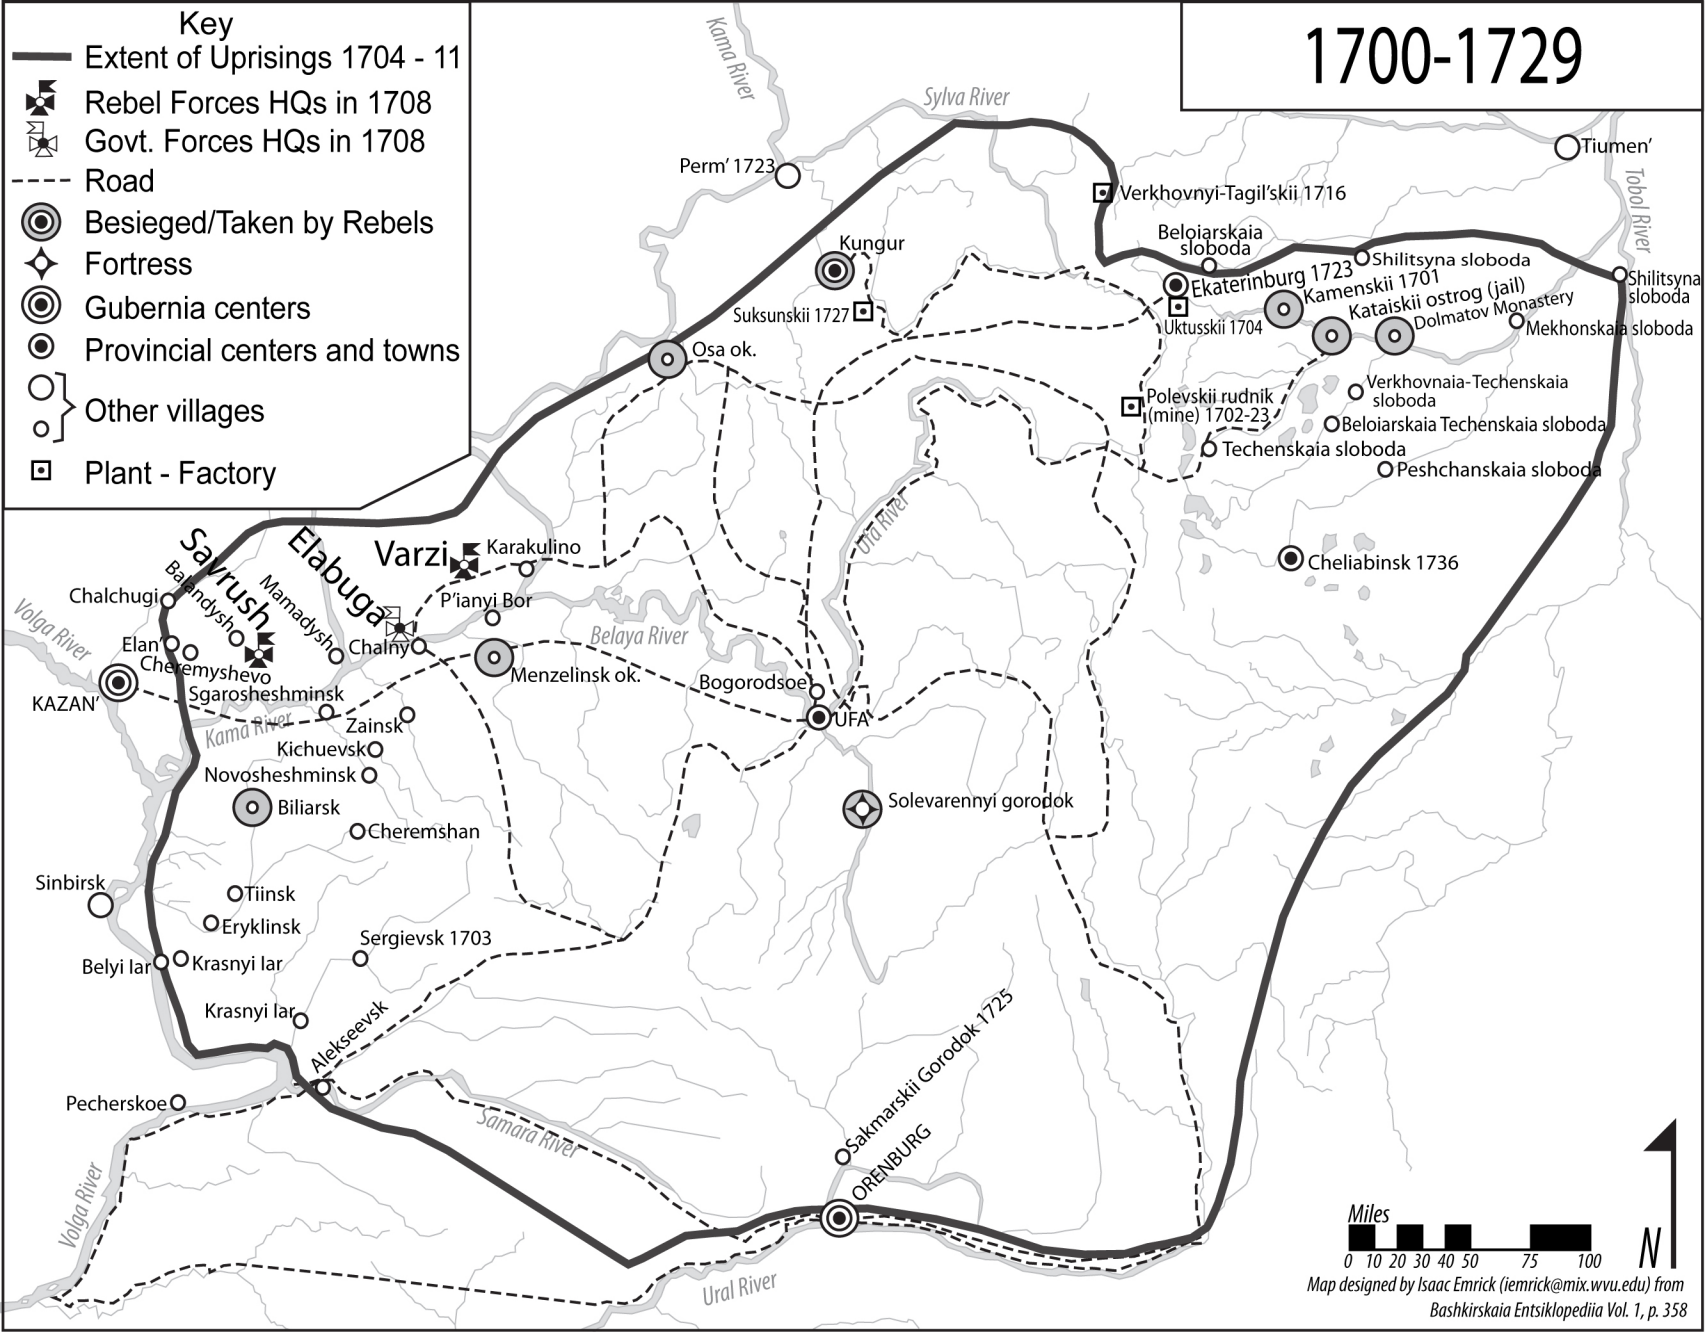 Key
Extent of Uprisings 1704 - 11
Rebel Forces HQs in 1708
Govt. Forces HQs in 1708
Road
Besieged/Taken by Rebels
Fortress
Gubernia centers
Provincial centers and towns
Other villages
Plant - Factory
1700-1729
Kama River
Sylva River
Perm' 1723
Tiumen'
Tobol River
Verkhovnyi-Tagil'skii 1716
Beloiarskaia
sloboda
Kungur
Shilitsyna sloboda
Shilitsyna
sloboda
Ekaterinburg 1723
Kamenskii 1701
Kataiskii ostrog (jail)
Dolmatov Monastery
Mekhonskaia sloboda
Suksunskii 1727
Uktusskii 1704
Osa ok.
Polevskii rudnik
(mine) 1702-23
Verkhovnaia-Techenskaia
sloboda
Beloiarskaia Techenskaia sloboda
Techenskaia sloboda
Peshchanskaia sloboda
Ufa River
Cheliabinsk 1736
Savrush
Elabuga
Varzi
Karakulino
Balandysh
Mamadysh
Chalchugi
P'ianyi Bor
Volga River
Belaya River
Elan'
Cheremyshevo
Chalny
Menzelinsk ok.
Bogorodsoe
KAZAN'
Sgarosheshminsk
Kama River
Zainsk
UFA
Kichuevsk
Novosheshminsk
Biliarsk
Solevarennyi gorodok
Cheremshan
Sinbirsk
Tiinsk
Eryklinsk
Sergievsk 1703
Belyi Iar
Krasnyi Iar
Krasnyi Iar
Alekseevsk
Pecherskoe
Samara River
Sakmarskii Gorodok 1725
ORENBURG
Volga River
Ural River
Miles
0 10 20 30 40 50 75 100
N
Map designed by Isaac Emrick (iemrick@mix.wvu.edu) from
Bashkirskaia Entsiklopediia Vol. 1, p. 358